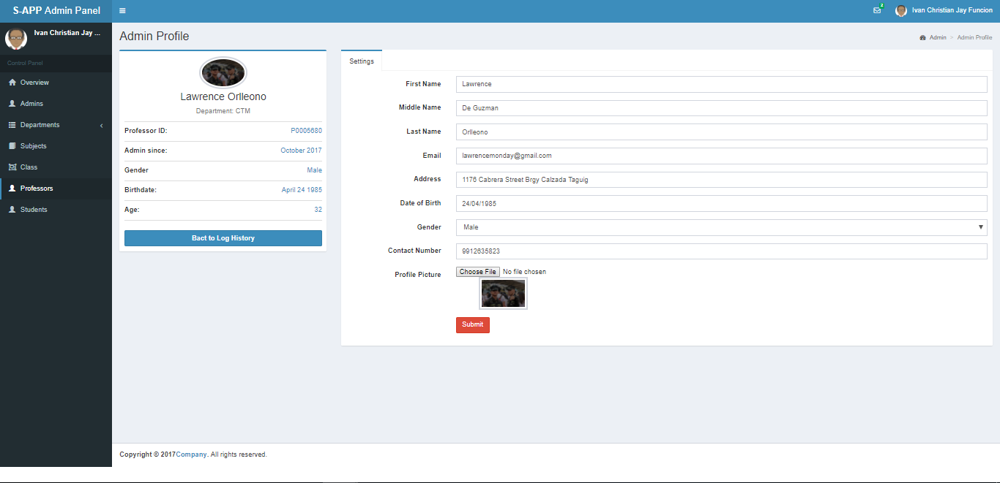 S-APP Admin Panel
2
Ivan Christian Jay Funcion
Ivan Christian Jay ...
Control Panel
Overview
Admins
Departments
Subjects
Class
Professors
Students
Admin Profile
Admin > Admin Profile
Lawrence Orlleono
Department: CTM
Professor ID: P0005680
Admin since: October 2017
Gender Male
Birthdate: April 24 1985
Age: 32
Bact to Log History
Settings
First Name Lawrence
Middle Name De Guzman
Last Name Orlleono
Email lawrencemonday@gmail.com
Address 1176 Cabrera Street Brgy Calzada Taguig
Date of Birth 24/04/1985
Gender Male
Contact Number 9912635823
Profile Picture Choose File No file chosen
Submit
Copyright © 2017Company. All rights reserved.